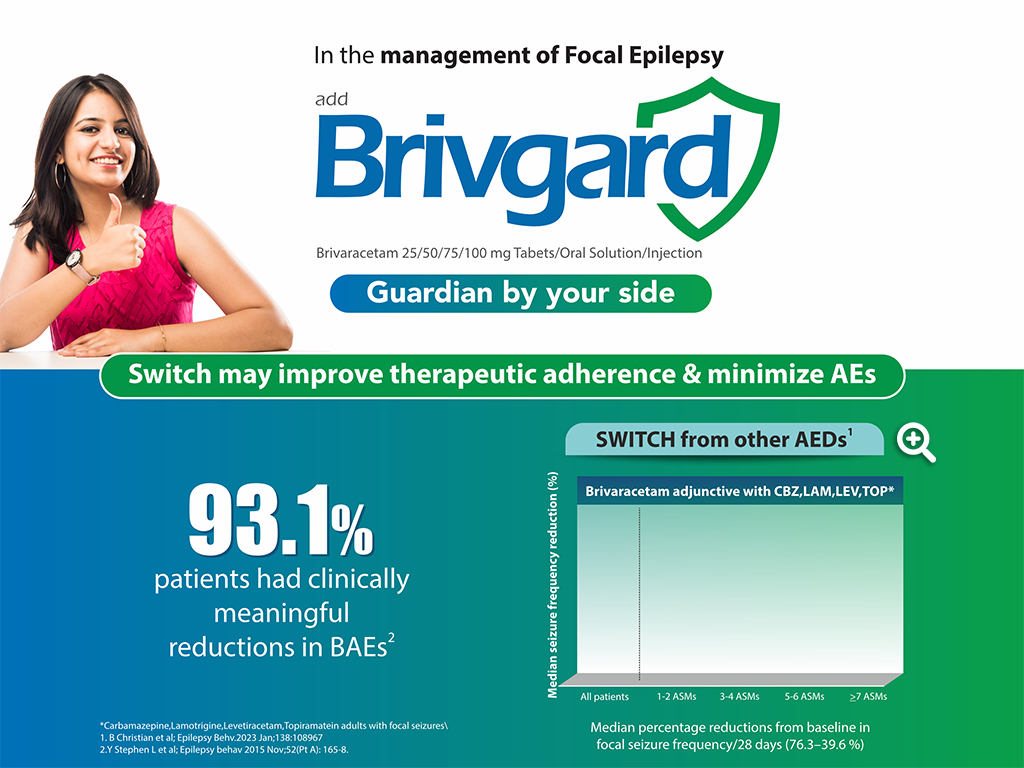 In the management of Focal Epilepsy
add
Brivgard
Brivaracetam 25/50/75/100 mg Tabets/Oral Solution/Injection
Guardian by your side
Switch may improve therapeutic adherence & minimize AEs
93.1%
patients had clinically
meaningful
reductions in BAEs2
SWITCH from other AEDs1
Brivaracetam adjunctive with CBZ,LAM,LEV,TOP*
Median seizure frequency reduction (%)
All patients 1-2 ASMs 3-4 ASMs 5-6 ASMs ≥7 ASMs
Median percentage reductions from baseline in
focal seizure frequency/28 days (76.3–39.6 %)
*Carbamazepine,Lamotrigine,Levetiracetam,Topiramatein adults with focal seizures\
1. B Christian et al; Epilepsy Behv.2023 Jan;138:108967
2.Y Stephen L et al; Epilepsy behav 2015 Nov;52(Pt A): 165-8.